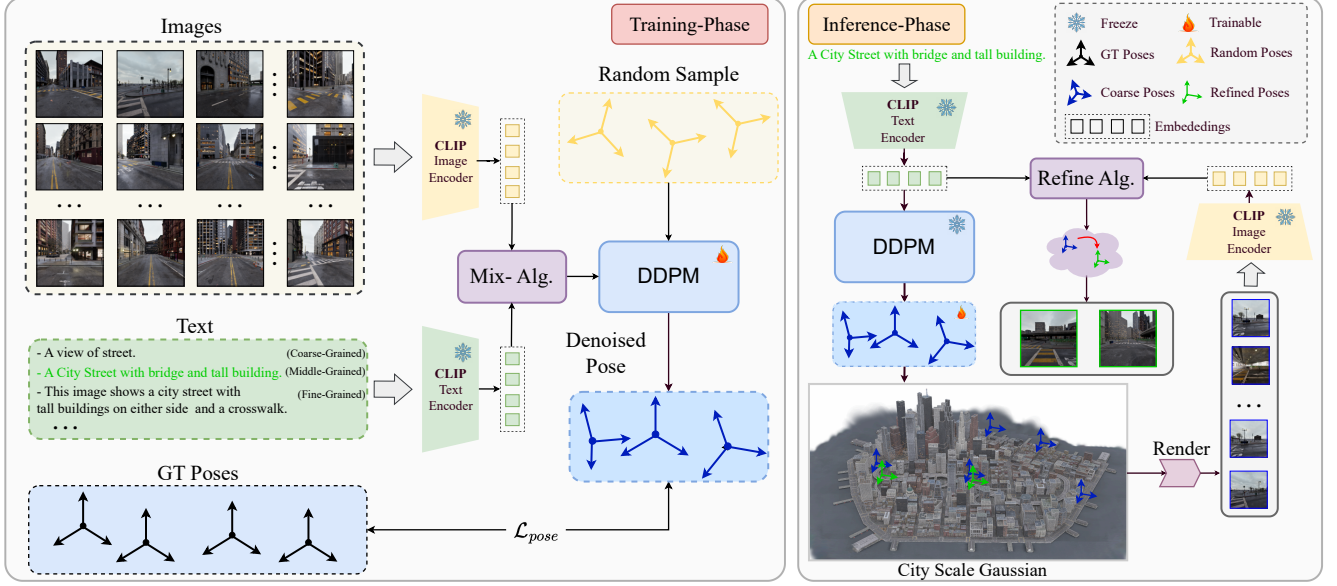 Images
Training-Phase
Random Sample
CLIP
Image
Encoder
Mix- Alg.
DDPM
Text
- A view of street. (Coarse-Grained)
- A City Street with bridge and tall building. (Middle-Grained)
- This image shows a city street with (Fine-Grained)
tall buildings on either side and a crosswalk.
CLIP
Text
Encoder
Denoised
Pose
GT Poses
ℒpose
Inference-Phase
A City Street with bridge and tall building.
CLIP
Text
Encoder
Freeze
Trainable
GT Poses
Random Poses
Coarse Poses
Refined Poses
Embededings
Refine Alg.
DDPM
CLIP
Image
Encoder
Render
City Scale Gaussian